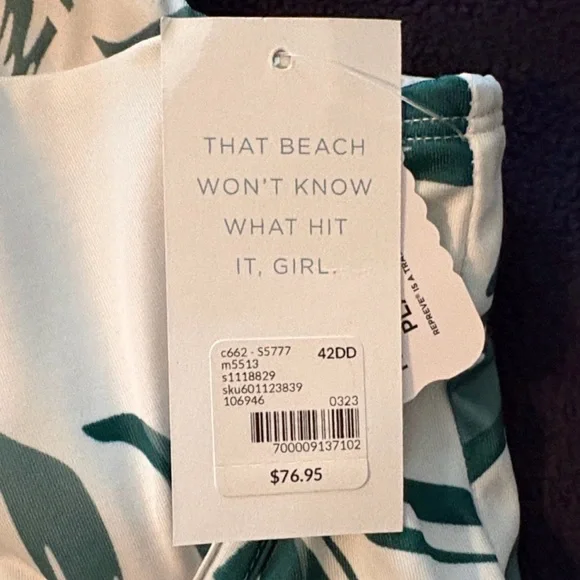 THAT BEACH
WON'T KNOW
WHAT HIT
IT, GIRL.
c662 - S5777 42DD
m5513
s1118829
sku601123839
106946 0323
700009137102
$76.95
REPREVE® IS A TRA